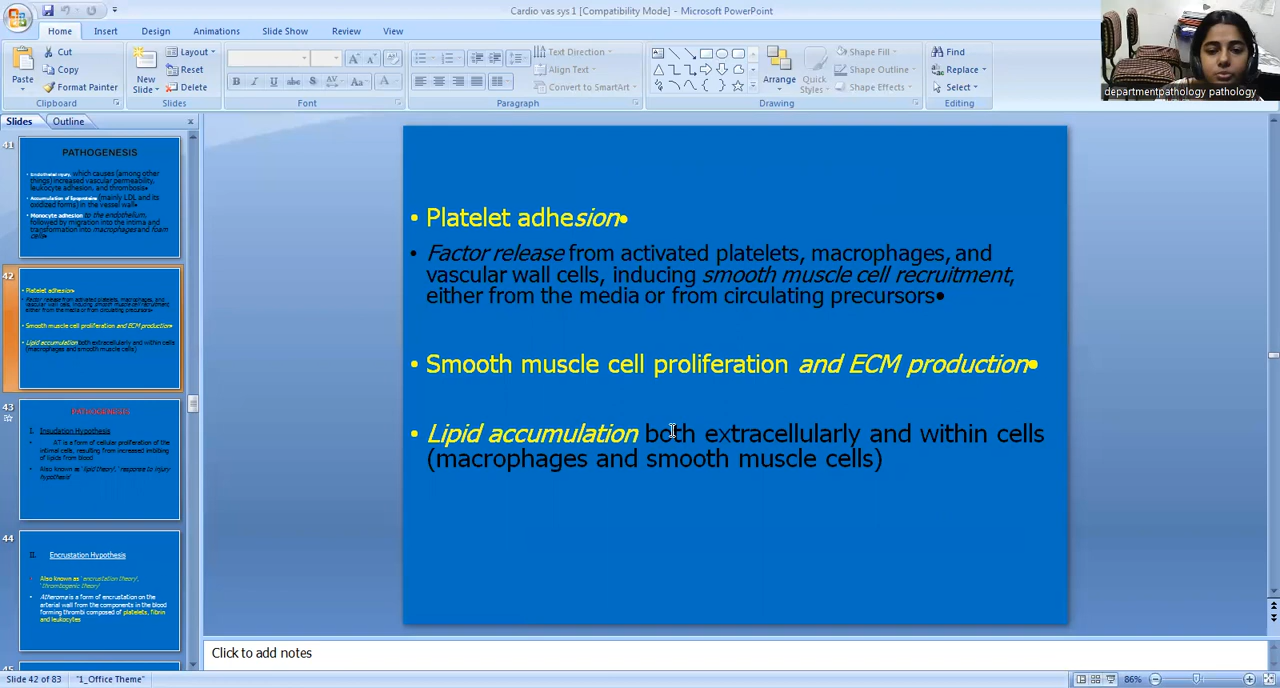 Cardio vas sys 1 [Compatibility Mode] - Microsoft PowerPoint
Home Insert Design Animations Slide Show Review View
Cut
Copy
Format Painter
Paste
Clipboard
New
Slide
Layout
Reset
Delete
Slides
Font
Text Direction
Align Text
Convert to SmartArt
Paragraph
Arrange
Quick
Styles
Shape Fill
Shape Outline
Shape Effects
Drawing
Find
Replace
Select
Editing
departmentpathology pathology
Slides Outline
41
PATHOGENESIS
• Endothelial injury, which causes (among other
things) increased vascular permeability,
leukocyte adhesion, and thrombosis•
• Accumulation of lipoproteins (mainly LDL and its
oxidized forms) in the vessel wall•
• Monocyte adhesion to the endothelium,
followed by migration into the intima and
transformation into macrophages and foam
cells•
42
• Platelet adhesion•
• Factor release from activated platelets, macrophages, and
vascular wall cells, inducing smooth muscle cell recruitment,
either from the media or from circulating precursors•
• Smooth muscle cell proliferation and ECM production•
• Lipid accumulation both extracellularly and within cells
(macrophages and smooth muscle cells)
43
PATHOGENESIS
I. Insudation Hypothesis
• AT is a form of cellular proliferation of the
intimal cells, resulting from increased imbibing
of lipids from blood
• Also known as 'lipid theory', 'response to injury
hypothesis'
44
II. Encrustation Hypothesis
• Also known as 'encrustation theory',
'thrombogenic theory'
• Atheroma is a form of encrustation on the
arterial wall from the components in the blood
forming thrombi composed of platelets, fibrin
and leukocytes
45
• Platelet adhesion•
• Factor release from activated platelets, macrophages, and
vascular wall cells, inducing smooth muscle cell recruitment,
either from the media or from circulating precursors•
• Smooth muscle cell proliferation and ECM production•
• Lipid accumulation both extracellularly and within cells
(macrophages and smooth muscle cells)
Click to add notes
Slide 42 of 83 "1_Office Theme" 86%